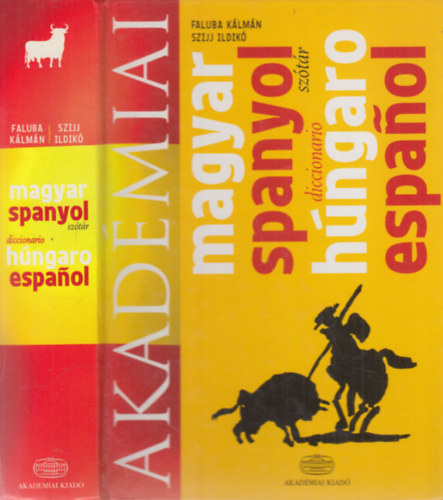 FALUBA KÁLMÁN
SZIJJ ILDIKÓ
magyar
spanyol
szótár
diccionario
húngaro
español
AKADÉMIAI KIADÓ
AKADÉMIAI
FALUBA
KÁLMÁN
SZIJJ
ILDIKÓ
magyar
spanyol
szótár
diccionario
húngaro
español
AKADÉMIAI KIADÓ